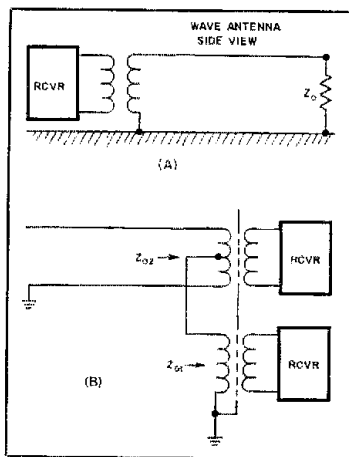 WAVE ANTENNA
SIDE VIEW
RCVR
Z₀
(A)
Z₀₂
RCVR
Z₀₁
RCVR
(B)